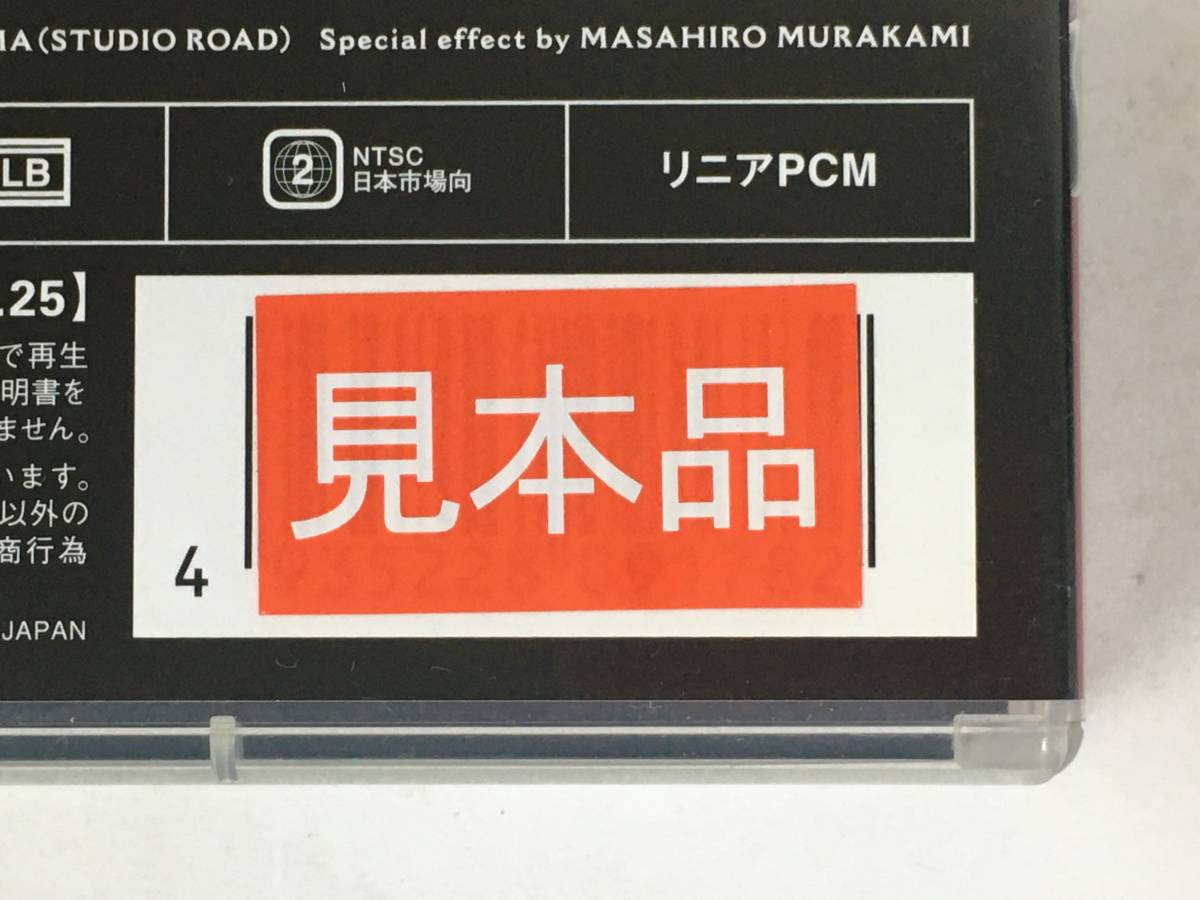 MA(STUDIO ROAD) Special effect by MASAHIRO MURAKAMI
LB
2
NTSC
日本市場向
リニアPCM
.25】
で再生
明書を
ません。
います。
以外の
商行為
JAPAN
見本品
4